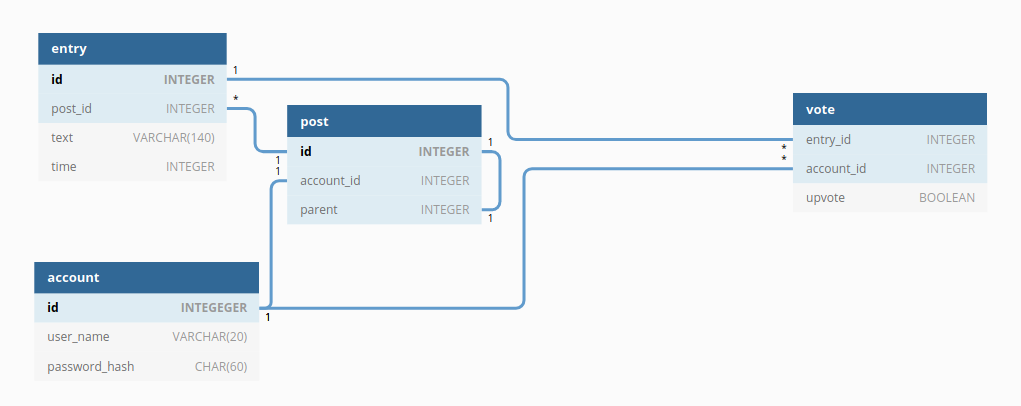 entry
id INTEGER
post_id INTEGER
text VARCHAR(140)
time INTEGER
1
*
post
id INTEGER
account_id INTEGER
parent INTEGER
1
1
1
1
vote
entry_id INTEGER
account_id INTEGER
upvote BOOLEAN
*
*
account
id INTEGEGER
user_name VARCHAR(20)
password_hash CHAR(60)
1